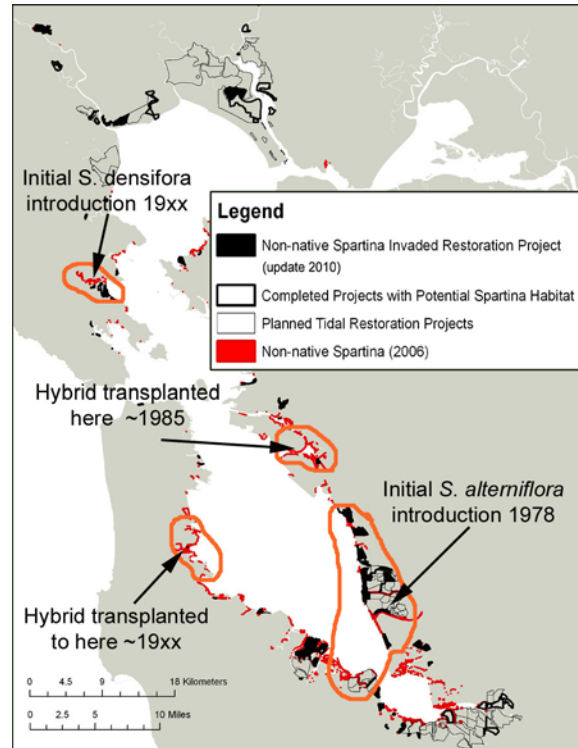 Initial S. densifora
introduction 19xx
Legend
Non-native Spartina Invaded Restoration Project
(update 2010)
Completed Projects with Potential Spartina Habitat
Planned Tidal Restoration Projects
Non-native Spartina (2006)
Hybrid transplanted
here ~1985
Initial S. alterniflora
introduction 1978
Hybrid transplanted
to here ~19xx
0 4.5 9 18 Kilometers
0 2.5 5 10 Miles